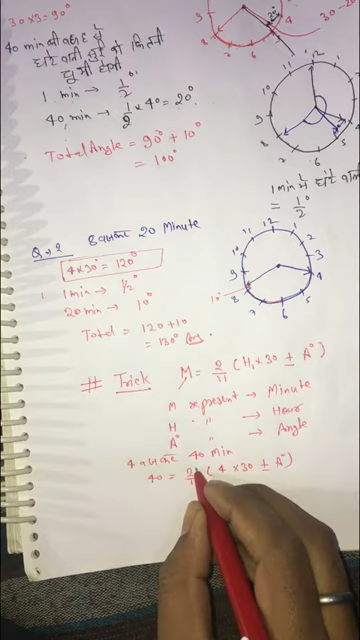 30×3=90°
40 min की वजह से
घंटे वाली सुई को कितनी
1 min → 1/2°
40 min → 1/2 × 40 = 20°
Total Angle = 90° + 10°
= 100°
1 min में घंटे वाली
= 1/2°
Q.2 8 बजकर 20 Minute
4×30° = 120°
1 min → 1/2°
20 min → 10°
Total = 120+10
= 130° Ans
# Trick M = 2/11 (H×30 ± A°)
M represent → Minute
H " " → Hour
A° " → Angle
4 बजकर 40 Min
40 = 2/11 (4×30 ± A°)